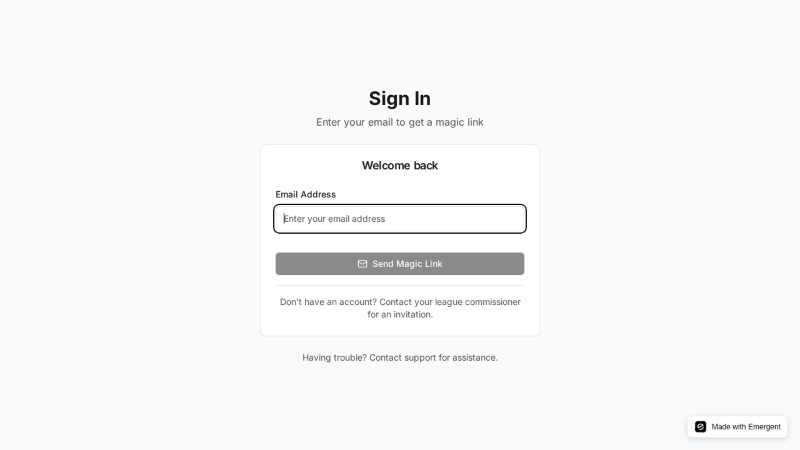 Sign In
Enter your email to get a magic link
Welcome back
Email Address
Enter your email address
Send Magic Link
Don't have an account? Contact your league commissioner
for an invitation.
Having trouble? Contact support for assistance.
Made with Emergent